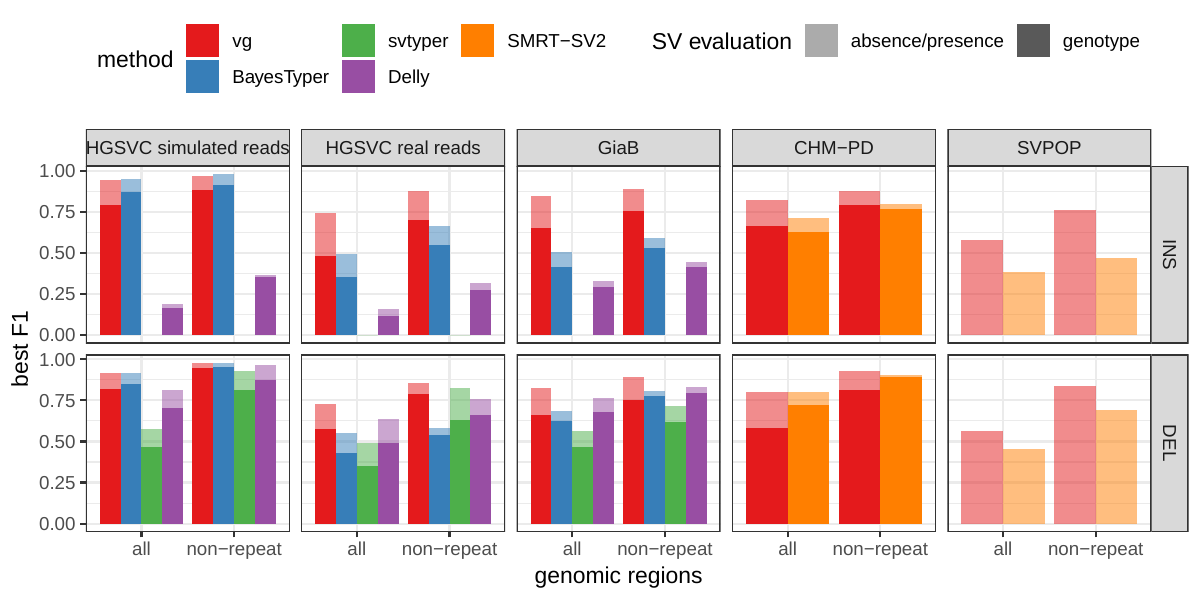 method
vg
svtyper
SMRT−SV2
BayesTyper
Delly
SV evaluation
absence/presence
genotype
HGSVC simulated reads
HGSVC real reads
GiaB
CHM−PD
SVPOP
best F1
1.00
0.75
0.50
0.25
0.00
INS
1.00
0.75
0.50
0.25
0.00
DEL
all non−repeat
all non−repeat
all non−repeat
all non−repeat
all non−repeat
genomic regions